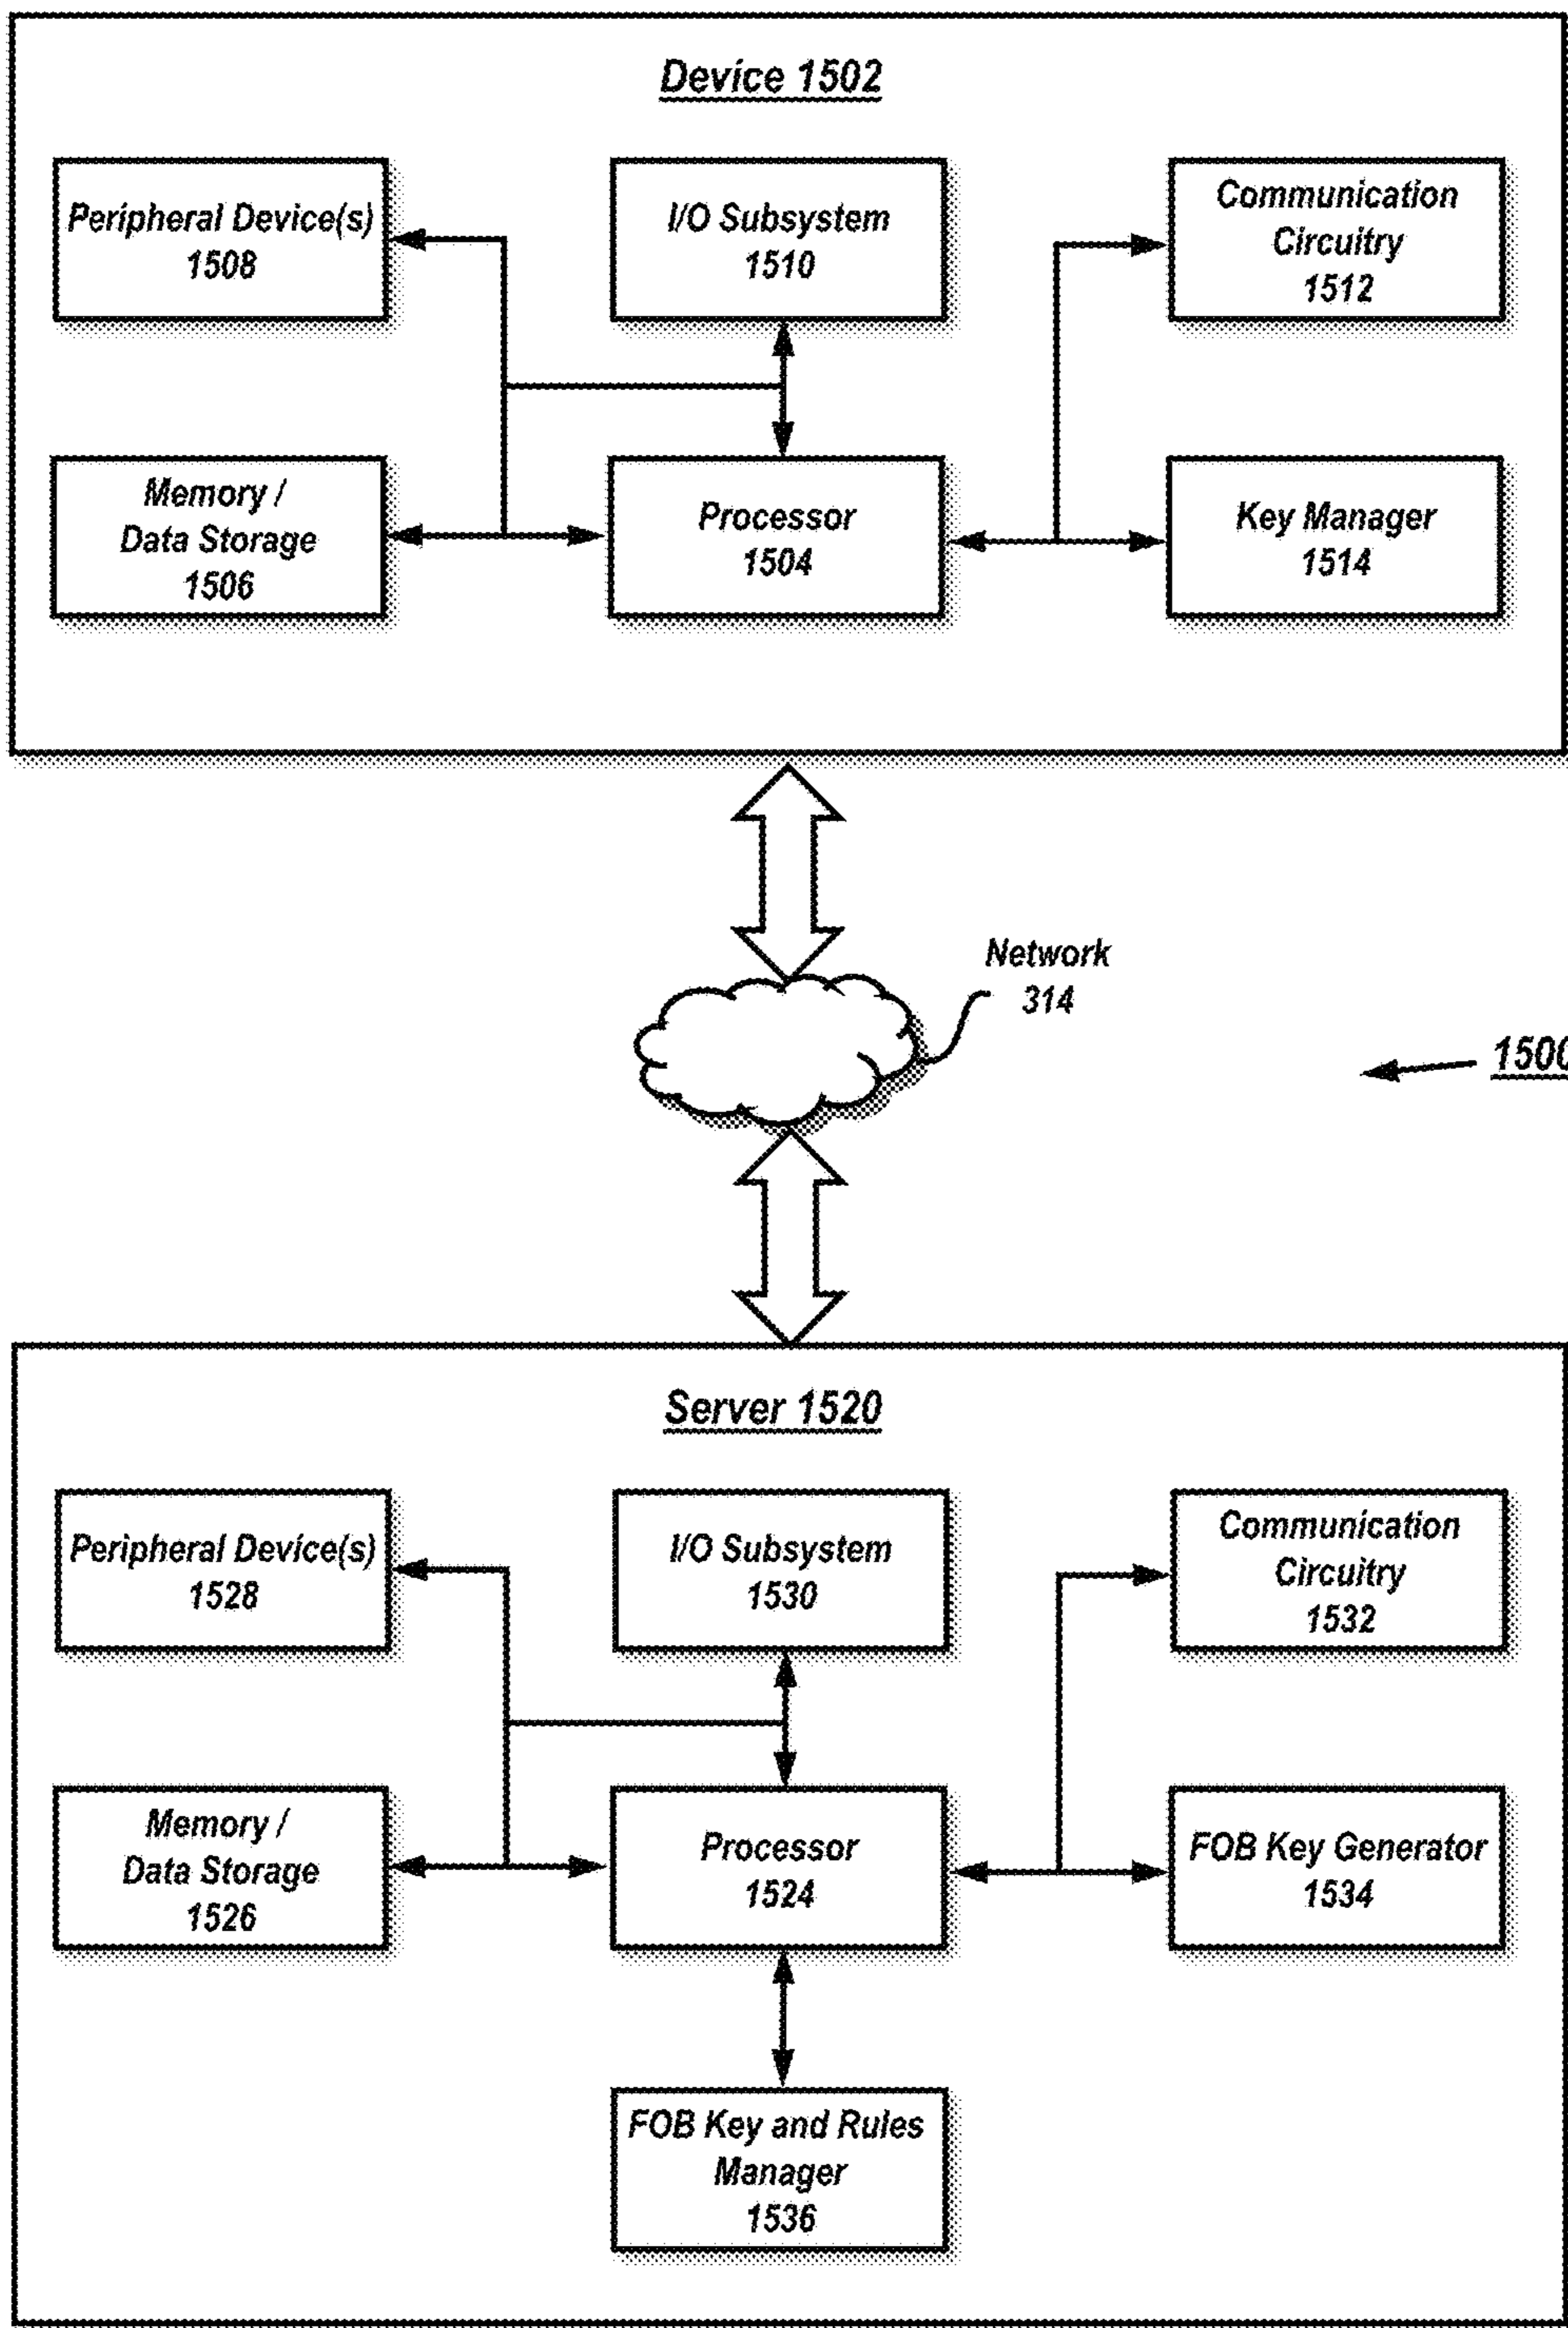 Device 1502
Peripheral Device(s)
1508
I/O Subsystem
1510
Communication
Circuitry
1512
Memory /
Data Storage
1506
Processor
1504
Key Manager
1514
Network
314
1500
Server 1520
Peripheral Device(s)
1528
I/O Subsystem
1530
Communication
Circuitry
1532
Memory /
Data Storage
1526
Processor
1524
FOB Key Generator
1534
FOB Key and Rules
Manager
1536